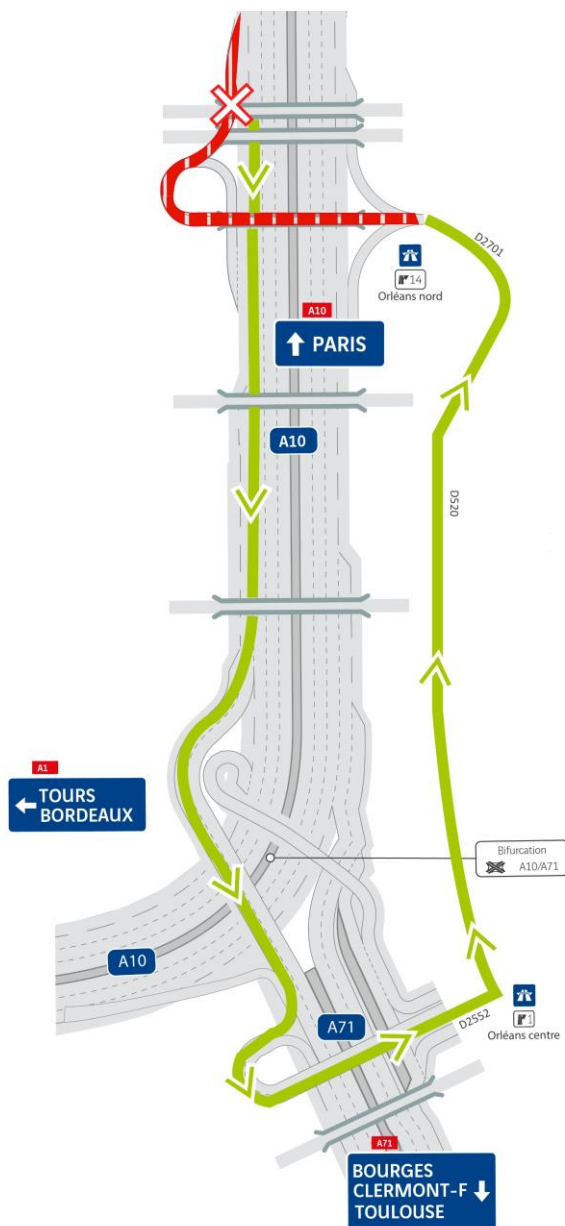 D2701
14
Orléans nord
A10
↑ PARIS
A10
D520
A1
← TOURS
BORDEAUX
Bifurcation
A10/A71
A10
A71
D2552
1
Orléans centre
A71
BOURGES
CLERMONT-F ↓
TOULOUSE